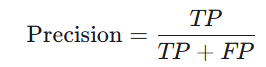 Precision = TP / (TP + FP)